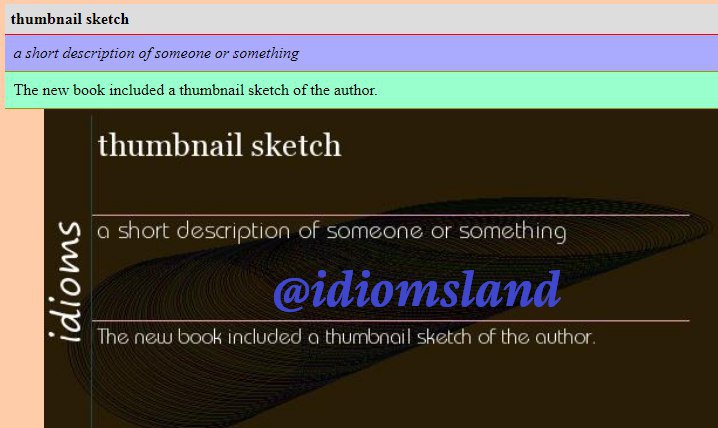 thumbnail sketch
a short description of someone or something
The new book included a thumbnail sketch of the author.
idioms
thumbnail sketch
a short description of someone or something
@idiomsland
The new book included a thumbnail sketch of the author.